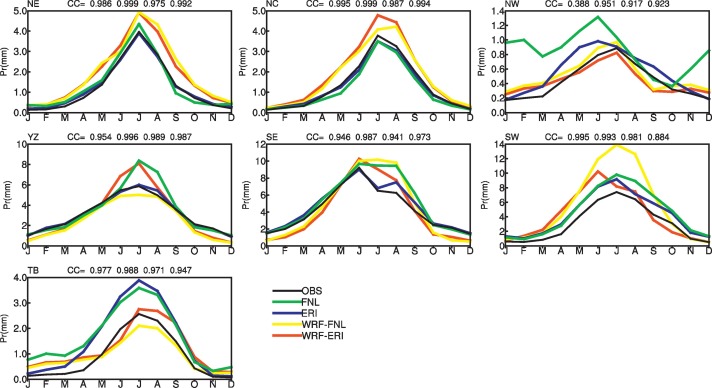 NE CC= 0.986 0.999 0.975 0.992
NC CC= 0.995 0.999 0.987 0.994
NW CC= 0.388 0.951 0.917 0.923
Pr(mm)
5.0
4.0
3.0
2.0
1.0
0.0
J F M A M J J A S O N D
5.0
4.0
3.0
2.0
1.0
0.0
J F M A M J J A S O N D
1.4
1.2
1.0
0.8
0.6
0.4
0.2
0.0
J F M A M J J A S O N D
YZ CC= 0.954 0.996 0.989 0.987
SE CC= 0.946 0.987 0.941 0.973
SW CC= 0.995 0.993 0.981 0.884
Pr(mm)
10
8
6
4
2
0
J F M A M J J A S O N D
12
10
8
6
4
2
0
J F M A M J J A S O N D
14
12
10
8
6
4
2
0
J F M A M J J A S O N D
TB CC= 0.977 0.988 0.971 0.947
Pr(mm)
4.0
3.0
2.0
1.0
0.0
J F M A M J J A S O N D
OBS
FNL
ERI
WRF-FNL
WRF-ERI